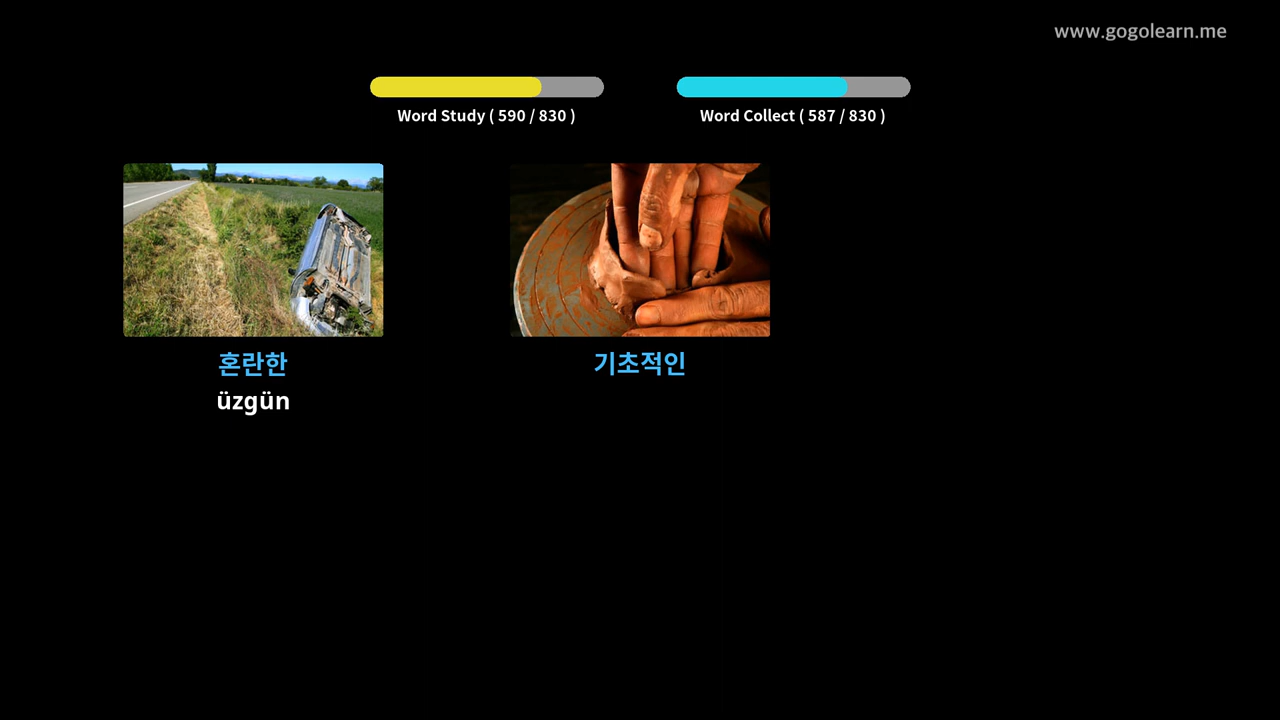 www.gogolearn.me
Word Study ( 590 / 830 )
Word Collect ( 587 / 830 )
혼란한
üzgün
기초적인